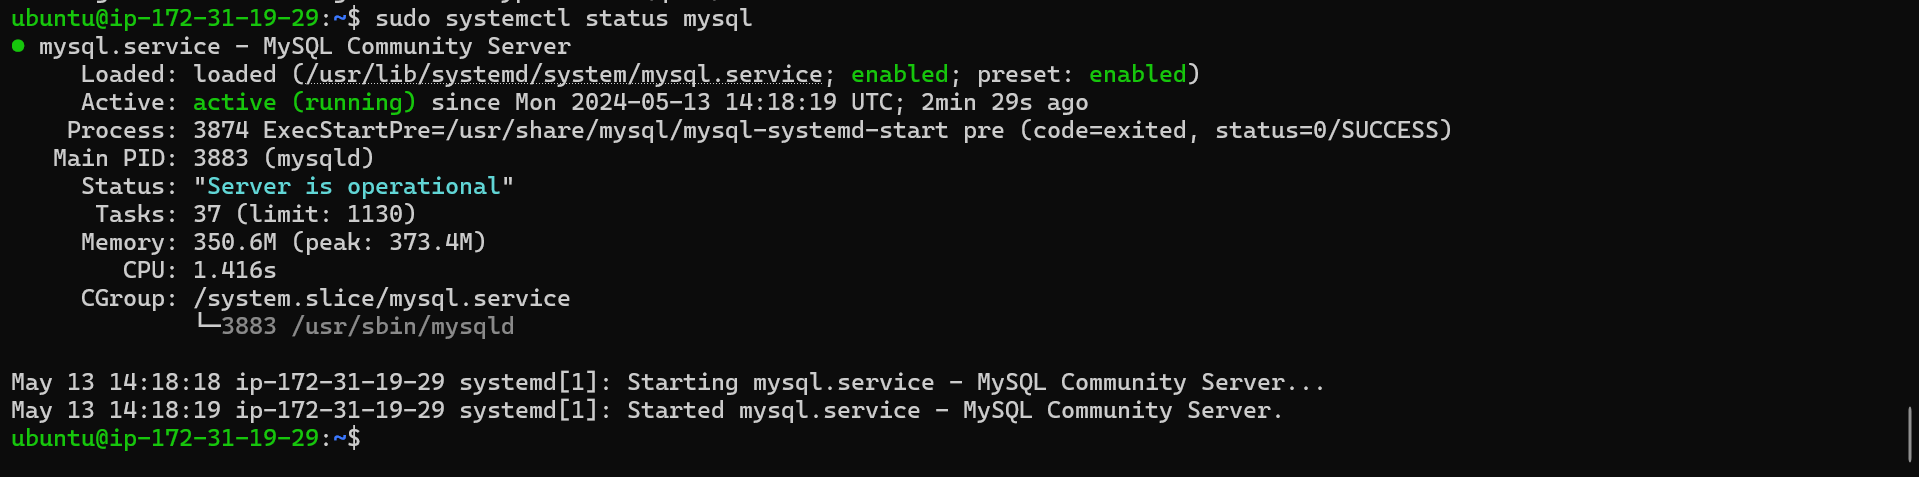 ubuntu@ip-172-31-19-29:~$ sudo systemctl status mysql
● mysql.service - MySQL Community Server
     Loaded: loaded (/usr/lib/systemd/system/mysql.service; enabled; preset: enabled)
     Active: active (running) since Mon 2024-05-13 14:18:19 UTC; 2min 29s ago
    Process: 3874 ExecStartPre=/usr/share/mysql/mysql-systemd-start pre (code=exited, status=0/SUCCESS)
   Main PID: 3883 (mysqld)
     Status: "Server is operational"
      Tasks: 37 (limit: 1130)
     Memory: 350.6M (peak: 373.4M)
        CPU: 1.416s
     CGroup: /system.slice/mysql.service
             └─3883 /usr/sbin/mysqld

May 13 14:18:18 ip-172-31-19-29 systemd[1]: Starting mysql.service - MySQL Community Server...
May 13 14:18:19 ip-172-31-19-29 systemd[1]: Started mysql.service - MySQL Community Server.
ubuntu@ip-172-31-19-29:~$